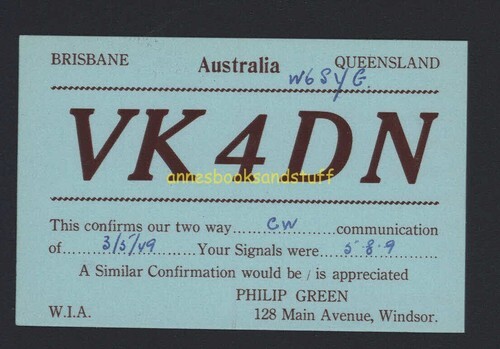 BRISBANE Australia QUEENSLAND
W6SYG.
VK4DN
annesbooksandstuff
This confirms our two way......CW............communication
of......3/5/49......Your Signals were.....5-8-9
A Similar Confirmation would be / is appreciated
PHILIP GREEN
W.I.A. 128 Main Avenue, Windsor.